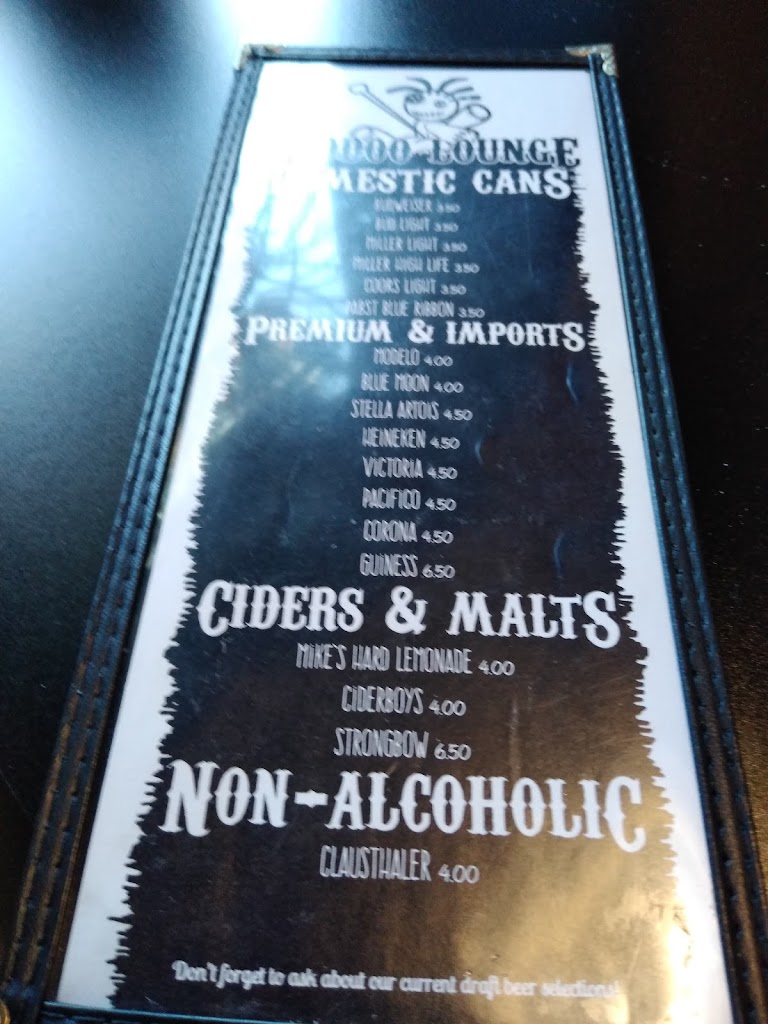 LOUNGE
MESTIC CANS
BUDWEISER 3.50
BUD LIGHT 3.50
MILLER LIGHT 3.50
MILLER HIGH LIFE 3.50
COORS LIGHT 3.50
PABST BLUE RIBBON 3.50
PREMIUM & IMPORTS
MODELO 4.00
BLUE MOON 4.00
STELLA ARTOIS 4.50
HEINEKEN 4.50
VICTORIA 4.50
PACIFICO 4.50
CORONA 4.50
GUINESS 6.50
CIDERS & MALTS
MIKE'S HARD LEMONADE 4.00
CIDERBOYS 4.00
STRONGBOW 6.50
NON-ALCOHOLIC
CLAUSTHALER 4.00
Don't forget to ask about our current draft beer selections!